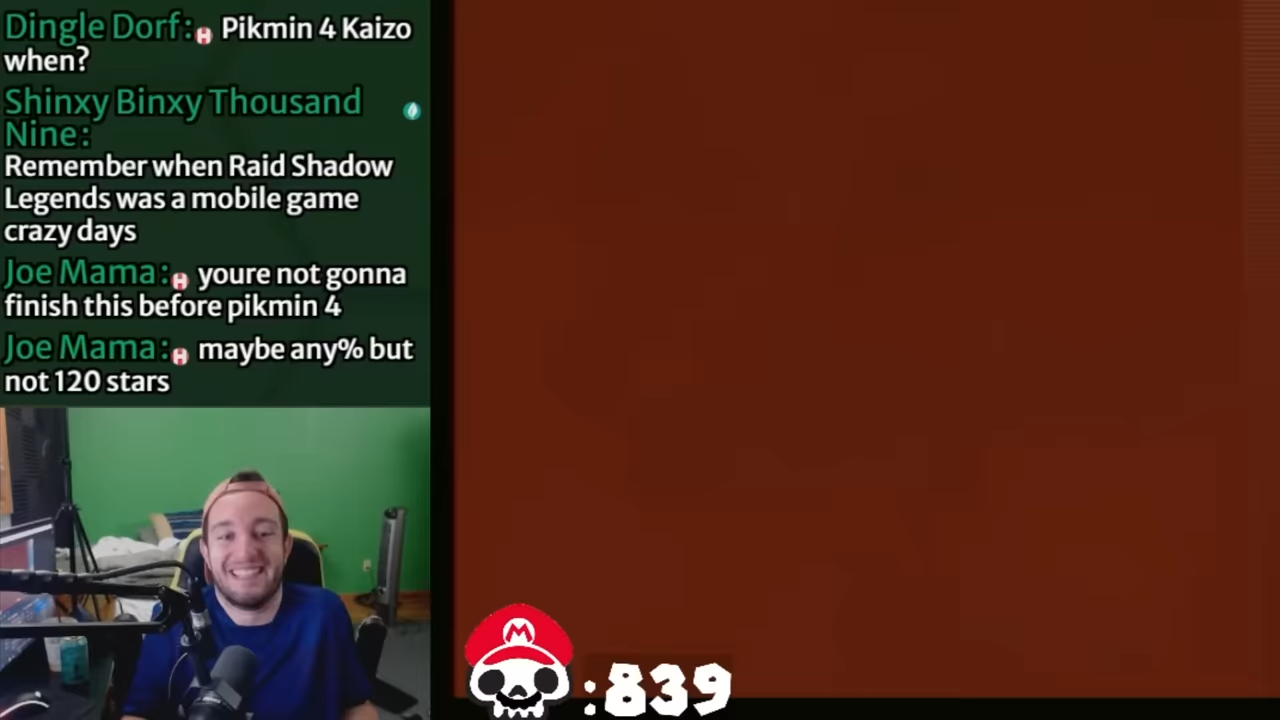 Dingle Dorf: Pikmin 4 Kaizo
when?
Shinxy Binxy Thousand
Nine:
Remember when Raid Shadow
Legends was a mobile game
crazy days
Joe Mama: youre not gonna
finish this before pikmin 4
Joe Mama: maybe any% but
not 120 stars
M
:839